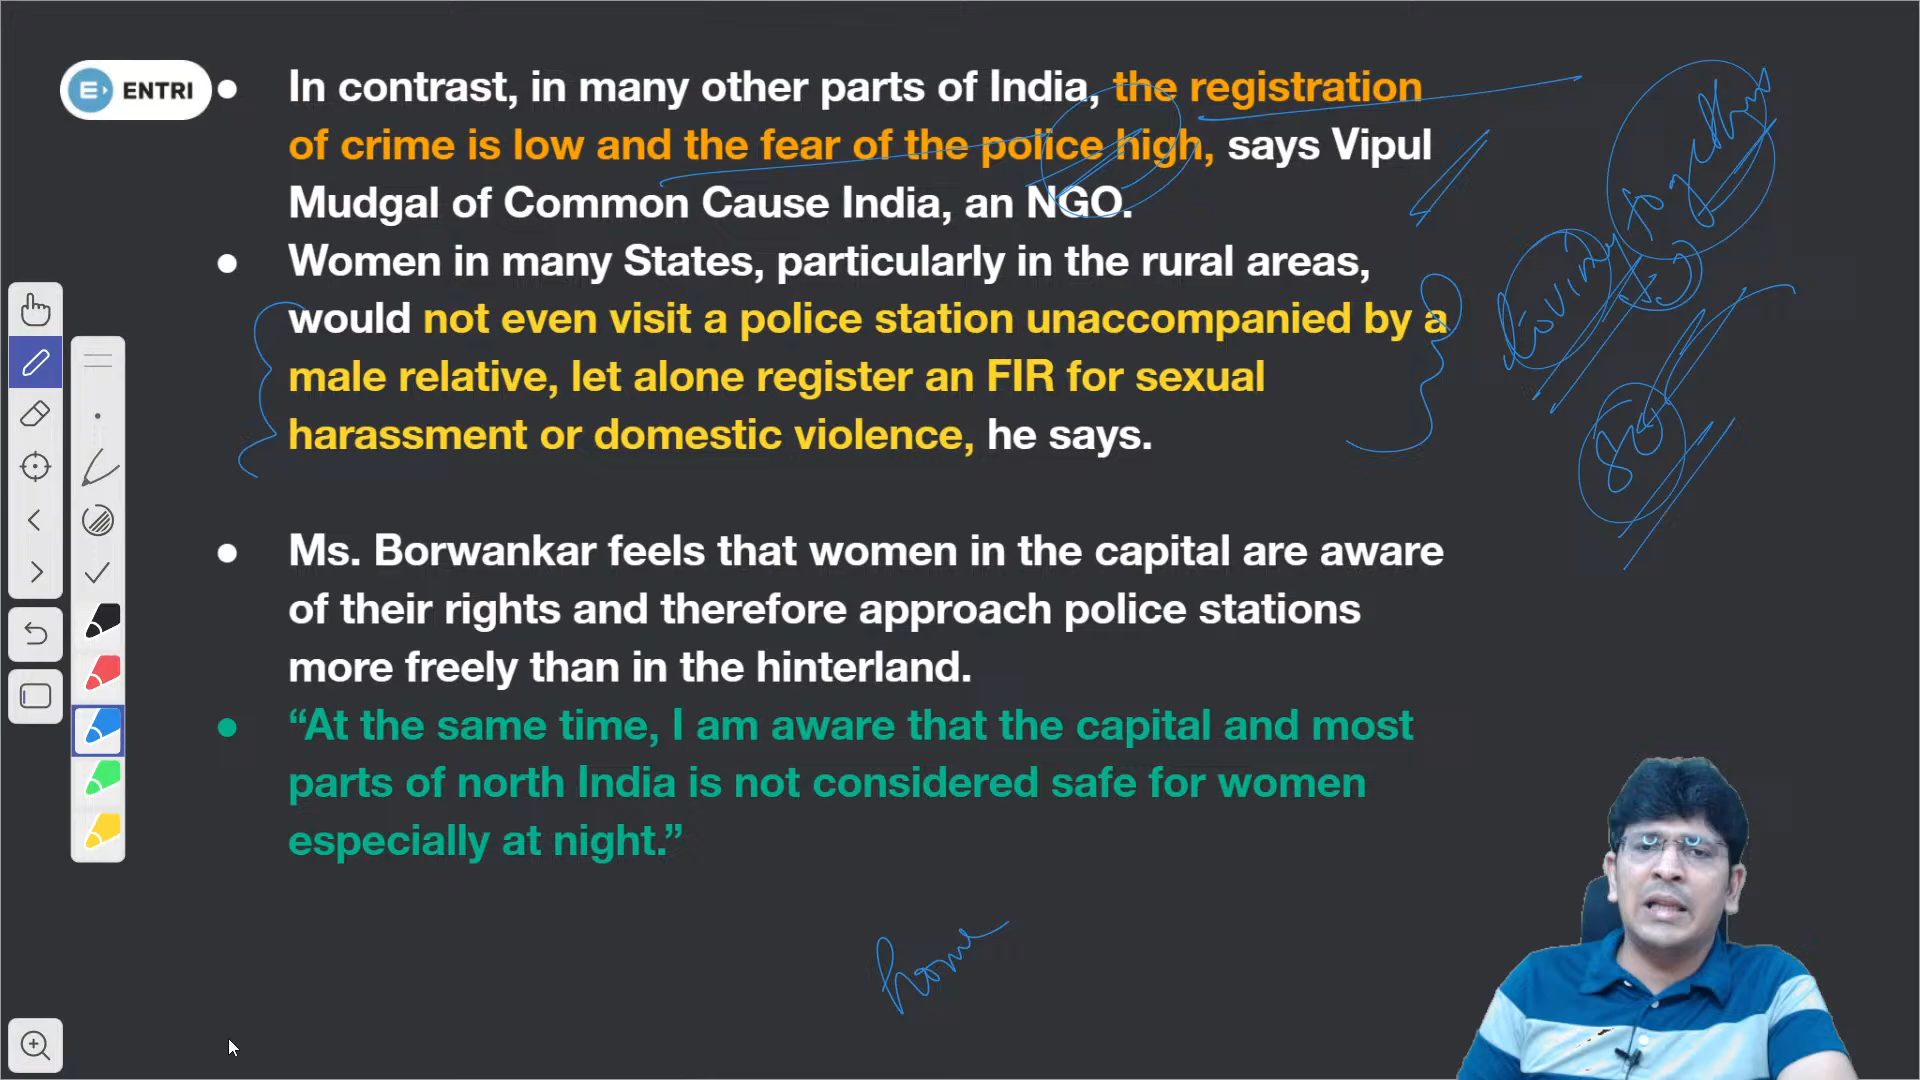 ENTRI
• In contrast, in many other parts of India, the registration
of crime is low and the fear of the police high, says Vipul
Mudgal of Common Cause India, an NGO.
• Women in many States, particularly in the rural areas,
would not even visit a police station unaccompanied by a
male relative, let alone register an FIR for sexual
harassment or domestic violence, he says.
• Ms. Borwankar feels that women in the capital are aware
of their rights and therefore approach police stations
more freely than in the hinterland.
• “At the same time, I am aware that the capital and most
parts of north India is not considered safe for women
especially at night.”
home